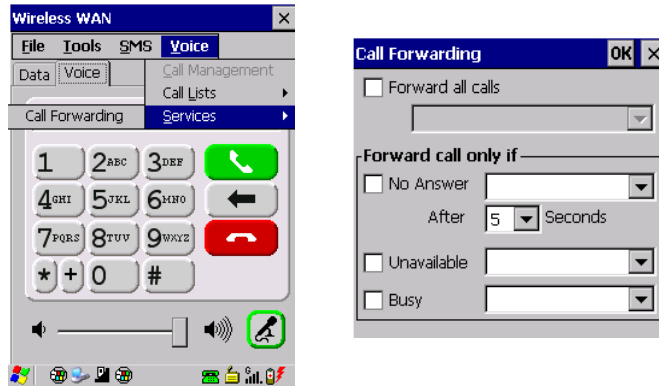 Wireless WAN
File Tools SMS Voice
Data Voice
Call Management
Call Lists
Call Forwarding Services
1 2ABC 3DEF
4GHI 5JKL 6MNO
7PQRS 8TUV 9WXYZ
* + 0 #
Call Forwarding OK
Forward all calls
Forward call only if
No Answer
After 5 Seconds
Unavailable
Busy